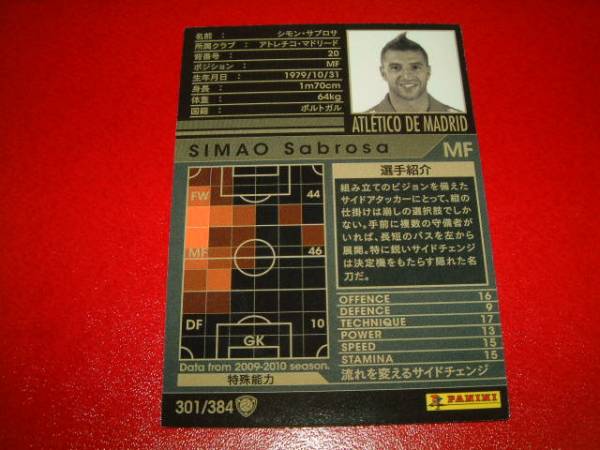 名前： シモン・サブロサ
所属クラブ： アトレチコ・マドリード
背番号： 20
ポジション： MF
生年月日： 1979/10/31
身長： 1m70cm
体重： 64kg
国籍： ポルトガル
ATLÉTICO DE MADRID
SIMAO Sabrosa MF
FW 44
MF 46
DF 10
GK
Data from 2009-2010 season.
特殊能力
選手紹介
組み立てのビジョンを備えた
サイドアタッカーにとって、縦の
仕掛けは崩しの選択肢でしか
ない。手前に複数の守備者が
いれば、長短のパスを左から
展開。特に鋭いサイドチェンジ
は決定機をもたらす隠れた名
刀だ。
OFFENCE 16
DEFENCE 9
TECHNIQUE 17
POWER 13
SPEED 15
STAMINA 15
流れを変えるサイドチェンジ
301/384
PANINI